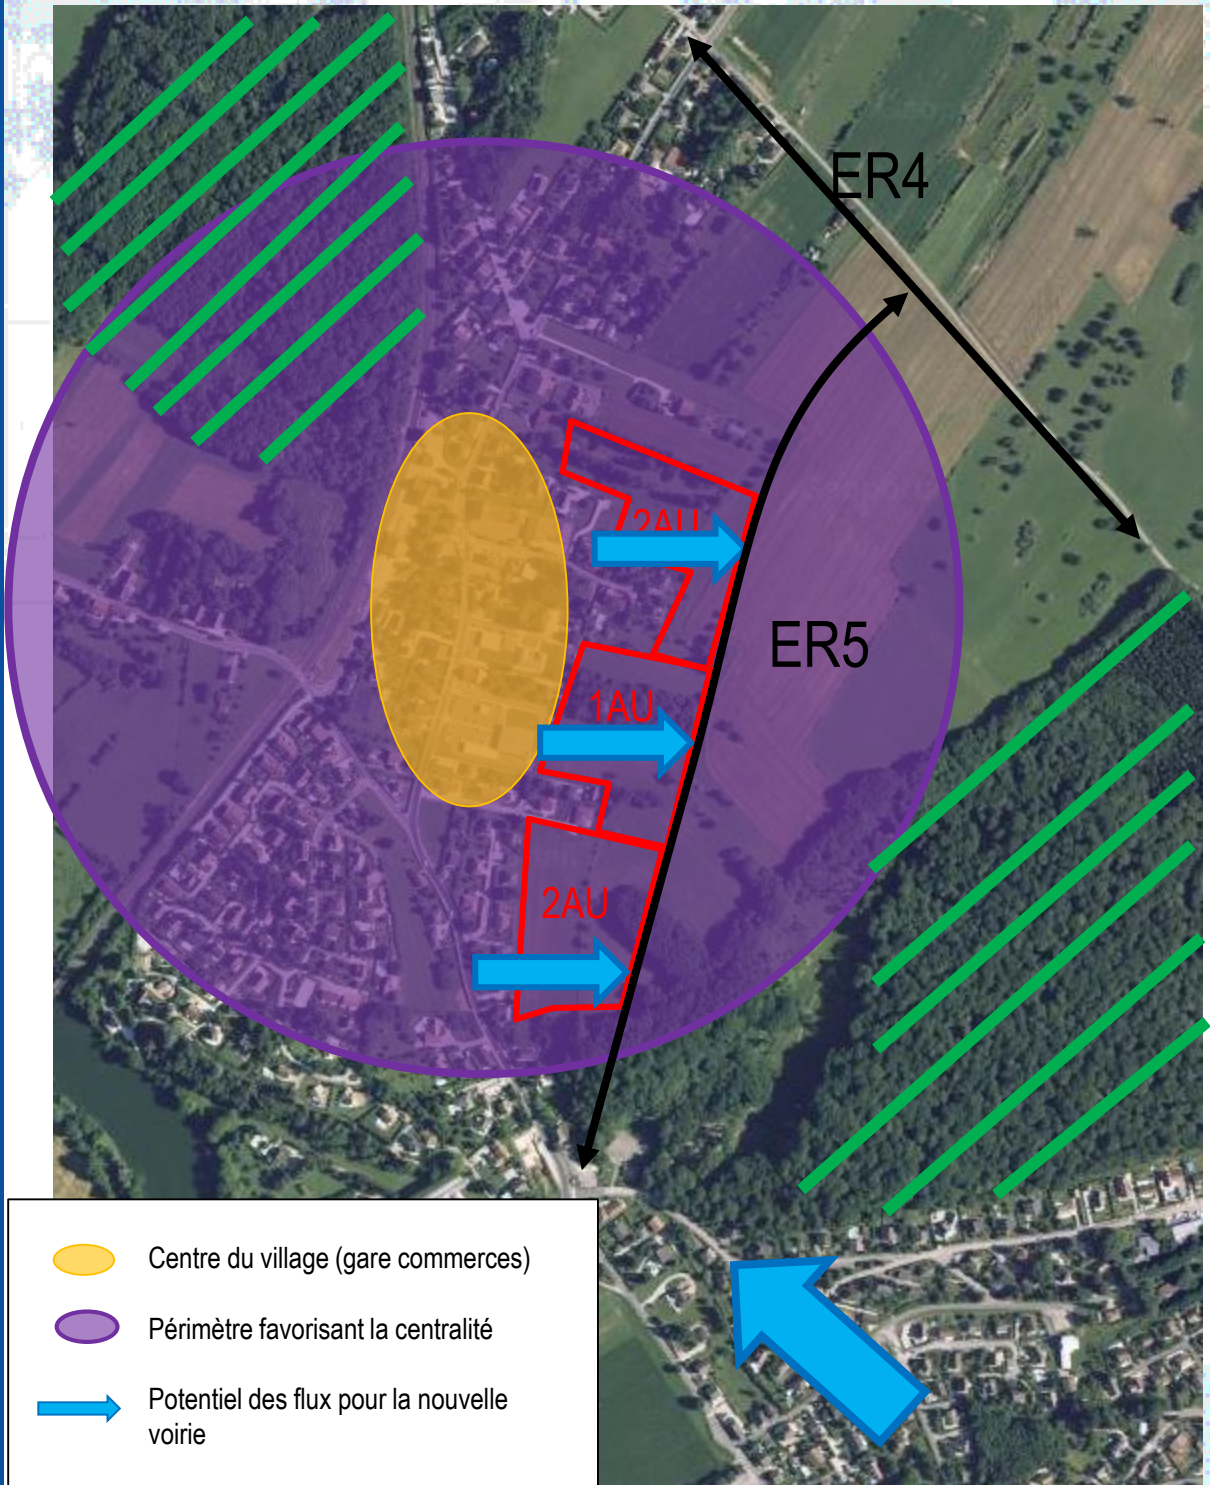 ER4
2AU
ER5
1AU
2AU
Centre du village (gare commerces)
Périmètre favorisant la centralité
Potentiel des flux pour la nouvelle
voirie